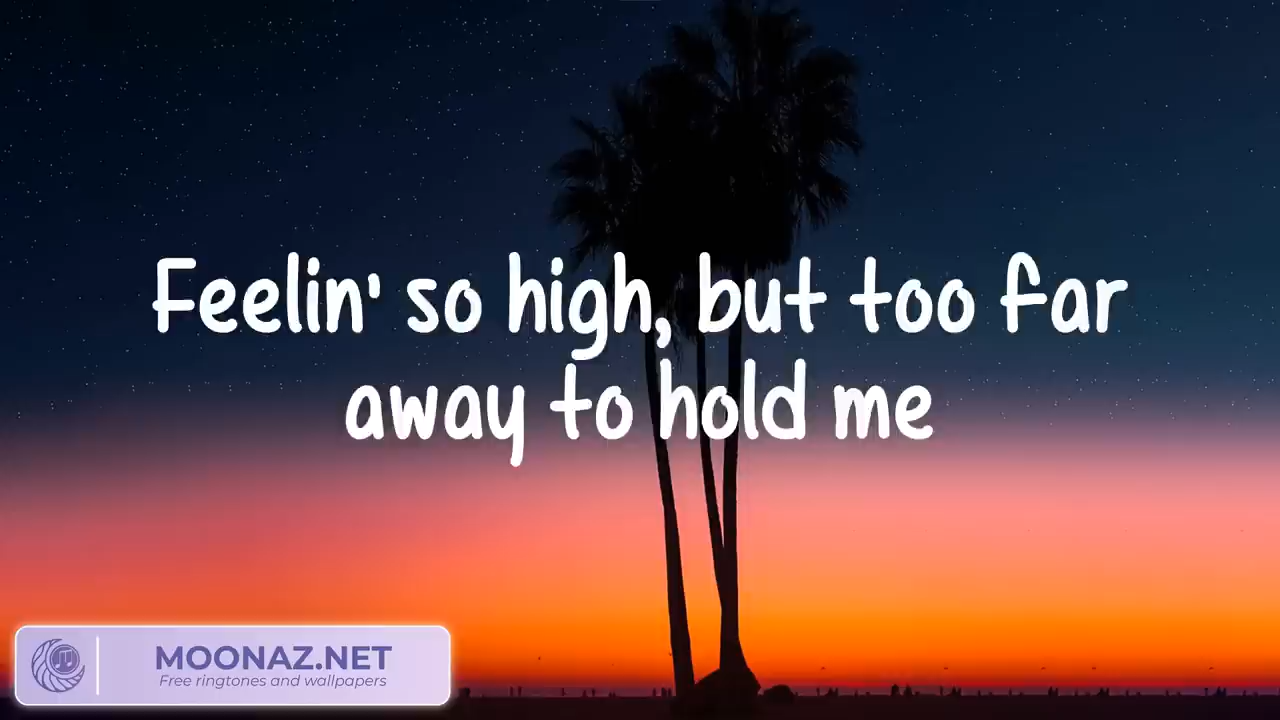 Feelin' so high, but too far
away to hold me
MOONAZ.NET
Free ringtones and wallpapers